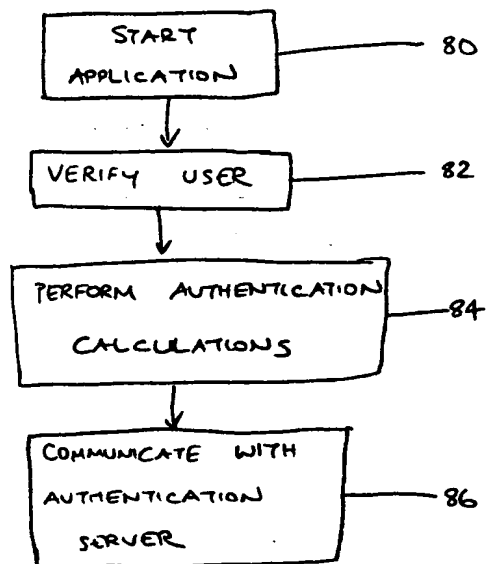 START
APPLICATION
80
VERIFY USER
82
PERFORM AUTHENTICATION
CALCULATIONS
84
COMMUNICATE WITH
AUTHENTICATION
SERVER
86